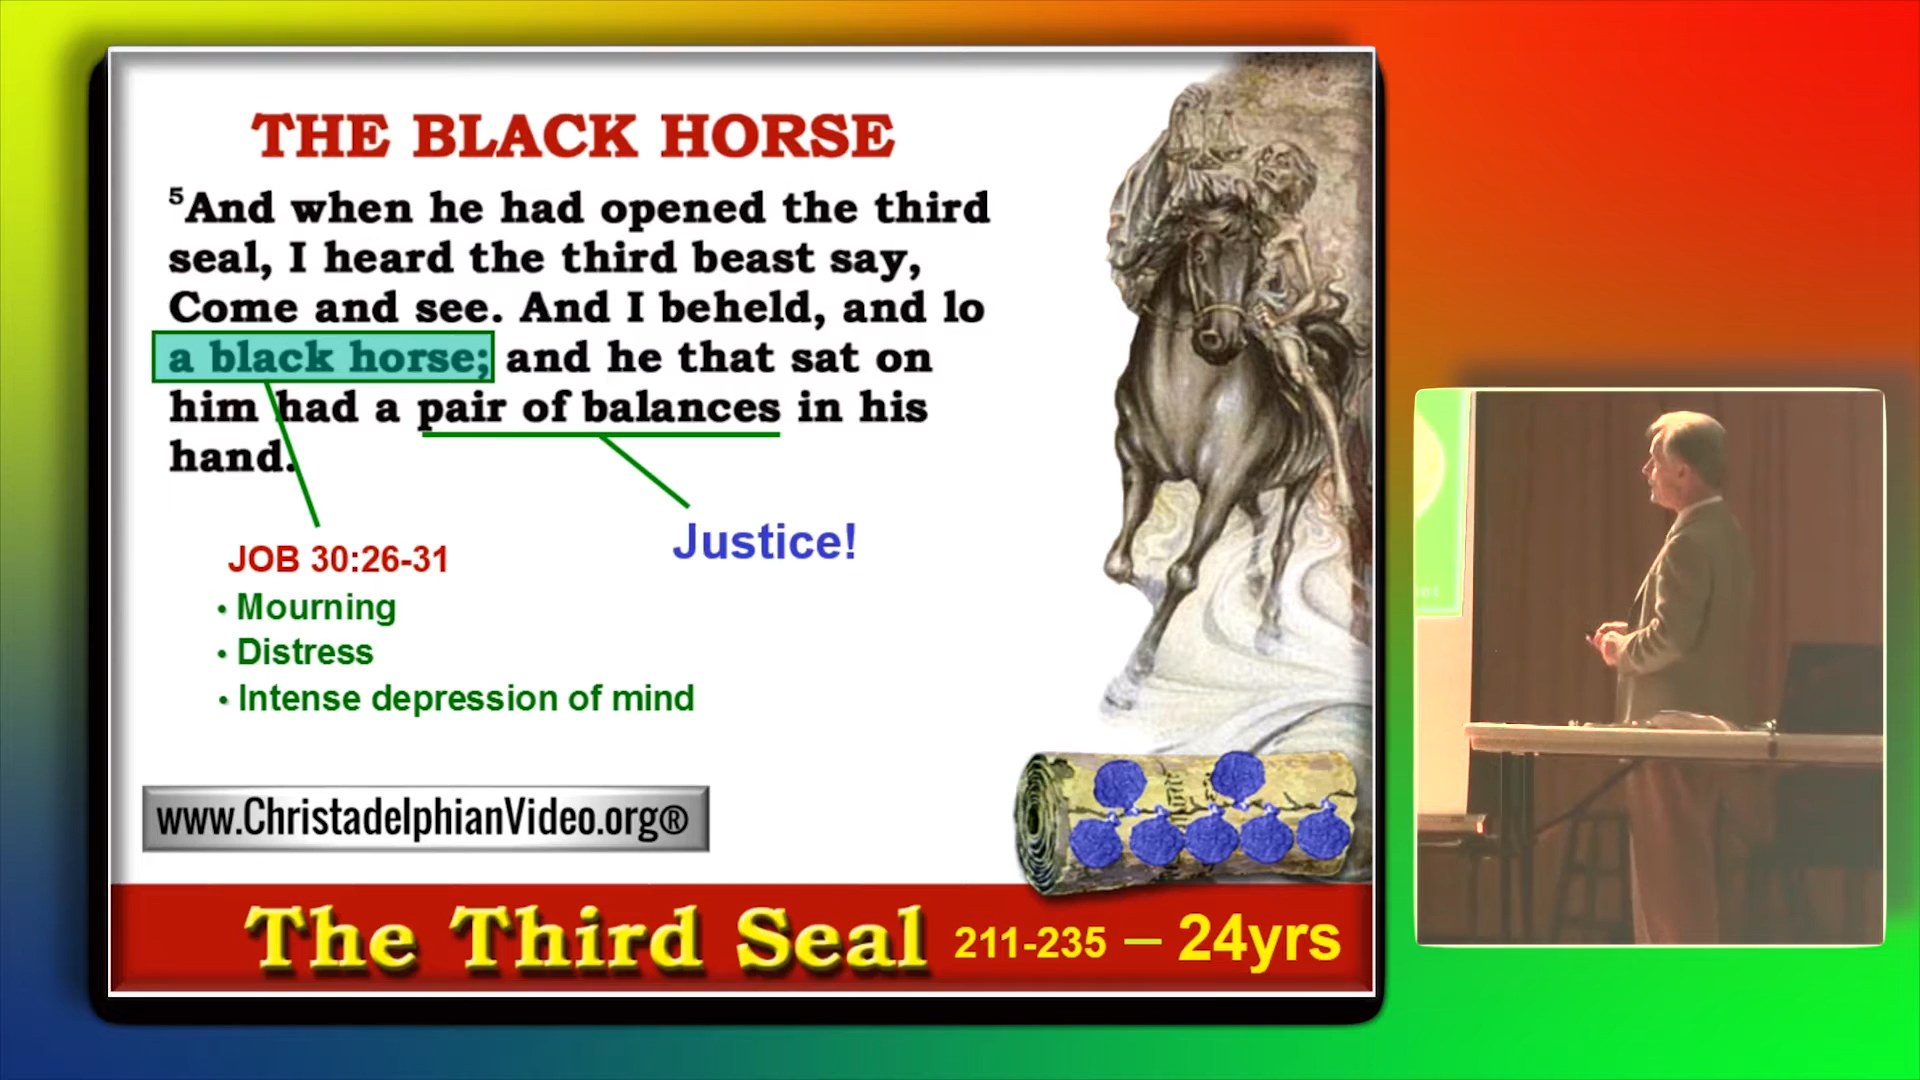 THE BLACK HORSE
⁵And when he had opened the third
seal, I heard the third beast say,
Come and see. And I beheld, and lo
a black horse; and he that sat on
him had a pair of balances in his
hand.
JOB 30:26-31
• Mourning
• Distress
• Intense depression of mind
Justice!
www.ChristadelphianVideo.org®
The Third Seal 211-235 – 24yrs